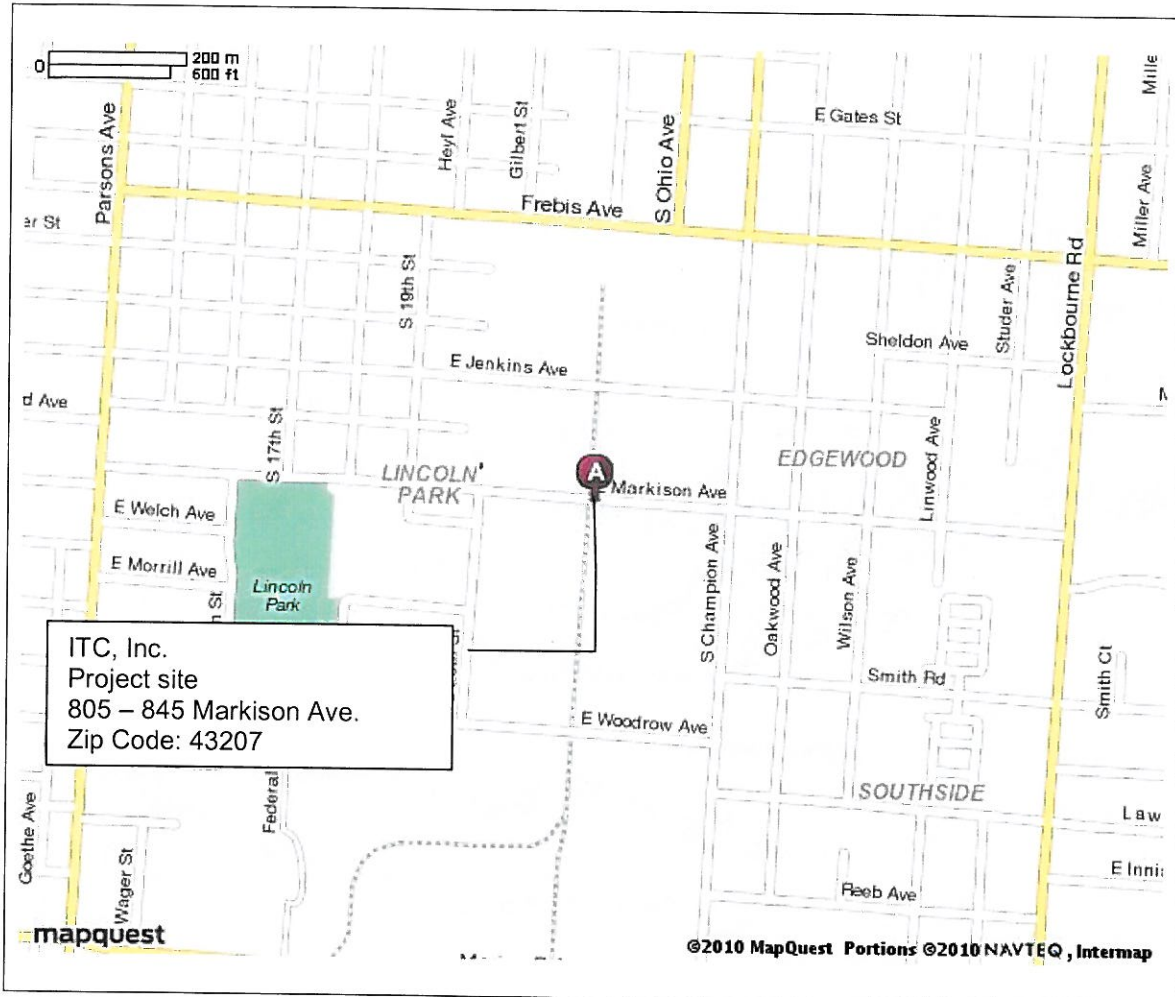 0
200 m
600 ft
Parsons Ave
Heyl Ave
Gilbert St
S Ohio Ave
E Gates St
Mille
Miller Ave
Frebis Ave
er St
S 19th St
Lockbourne Rd
Studer Ave
Sheldon Ave
E Jenkins Ave
d Ave
S 17th St
LINCOLN
PARK
A
E Markison Ave
EDGEWOOD
Linwood Ave
E Welch Ave
E Morrill Ave
Lincoln
Park
n St
S Champion Ave
Oakwood Ave
Wilson Ave
ITC, Inc.
Project site
805 – 845 Markison Ave.
Zip Code: 43207
Smith Rd
Smith Ct
E Woodrow Ave
SOUTHSIDE
Goethe Ave
Wager St
Federal
Law
E Inni
Reeb Ave
mapquest
©2010 MapQuest Portions ©2010 NAVTEQ, Intermap